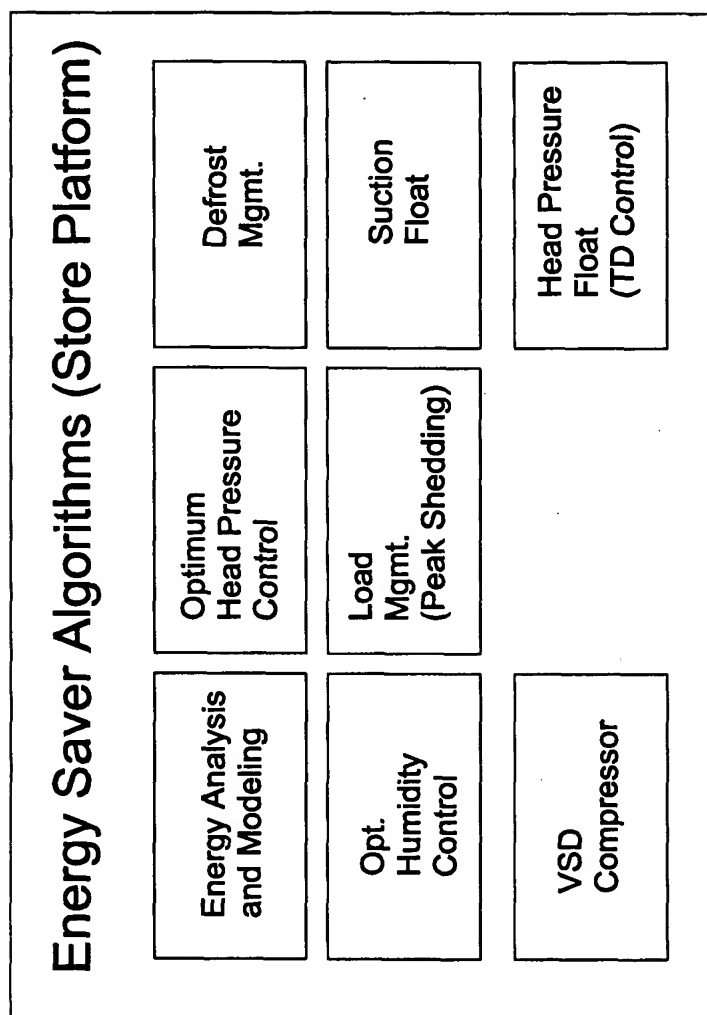 Energy Saver Algorithms (Store Platform)
Energy Analysis
and Modeling
Optimum
Head Pressure
Control
Defrost
Mgmt.
Opt.
Humidity
Control
Load
Mgmt.
(Peak Shedding)
Suction
Float
VSD
Compressor
Head Pressure
Float
(TD Control)